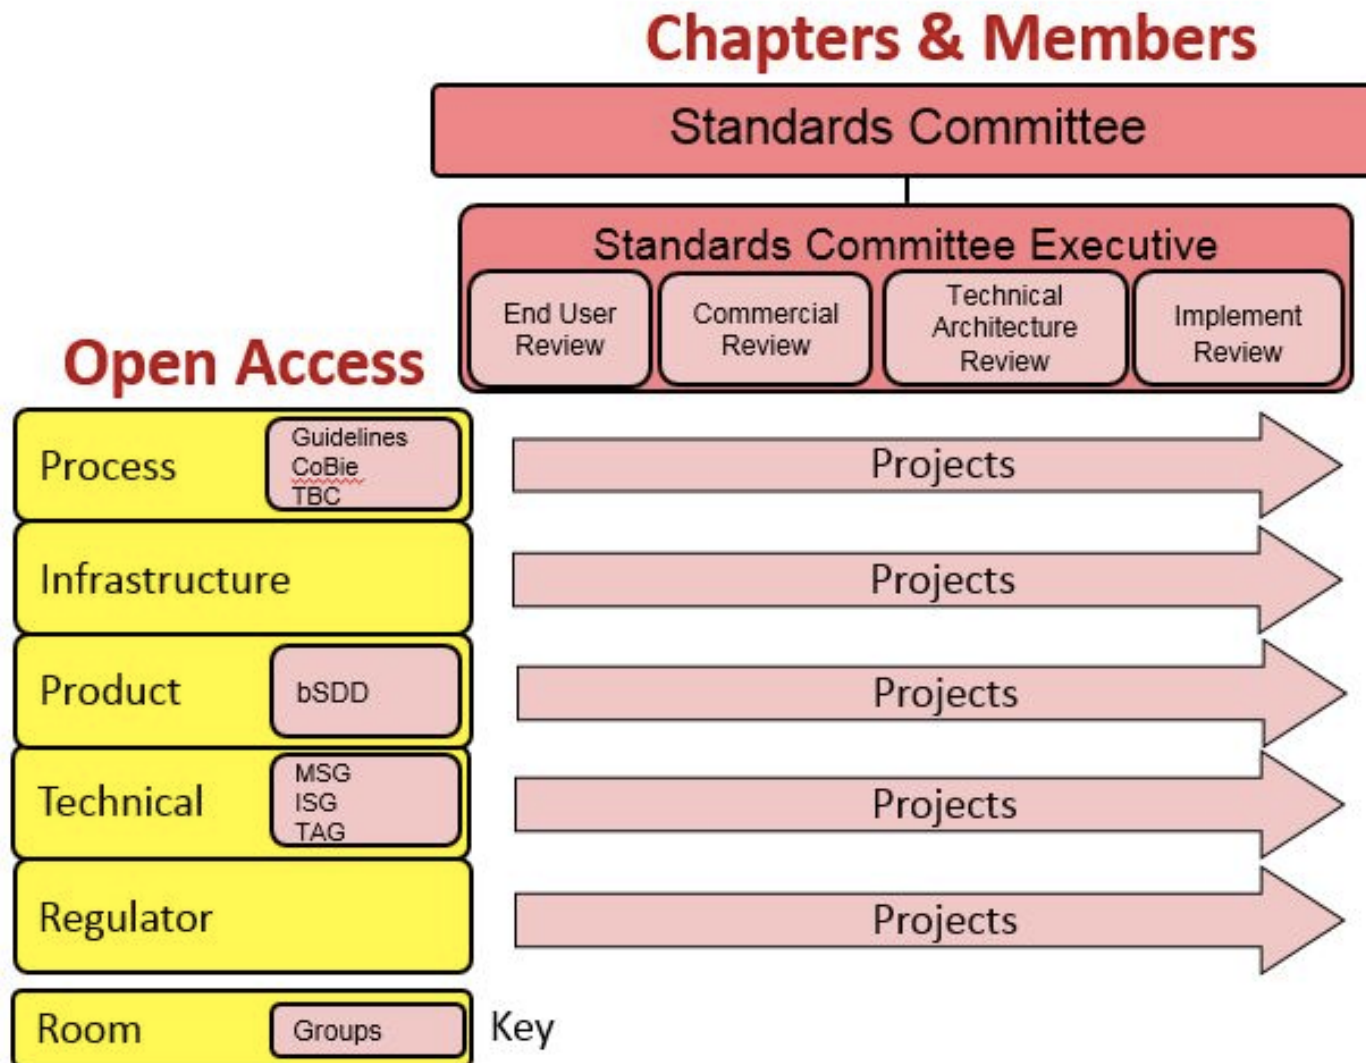 Chapters & Members
Standards Committee
Standards Committee Executive
End User
Review
Commercial
Review
Technical
Architecture
Review
Implement
Review
Open Access
Process
Guidelines
CoBie
TBC
Projects
Infrastructure
Projects
Product
bSDD
Projects
Technical
MSG
ISG
TAG
Projects
Regulator
Projects
Room
Groups
Key